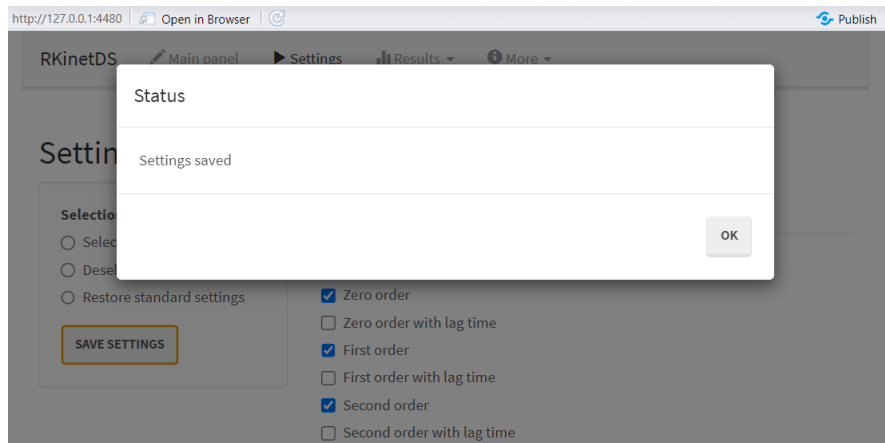 http://127.0.0.1:4480 Open in Browser Publish
RKinetDS Main panel Settings Results More
Status
Settings saved
OK
Settin
Selectio
Selec
Desel
Restore standard settings
SAVE SETTINGS
Zero order
Zero order with lag time
First order
First order with lag time
Second order
Second order with lag time